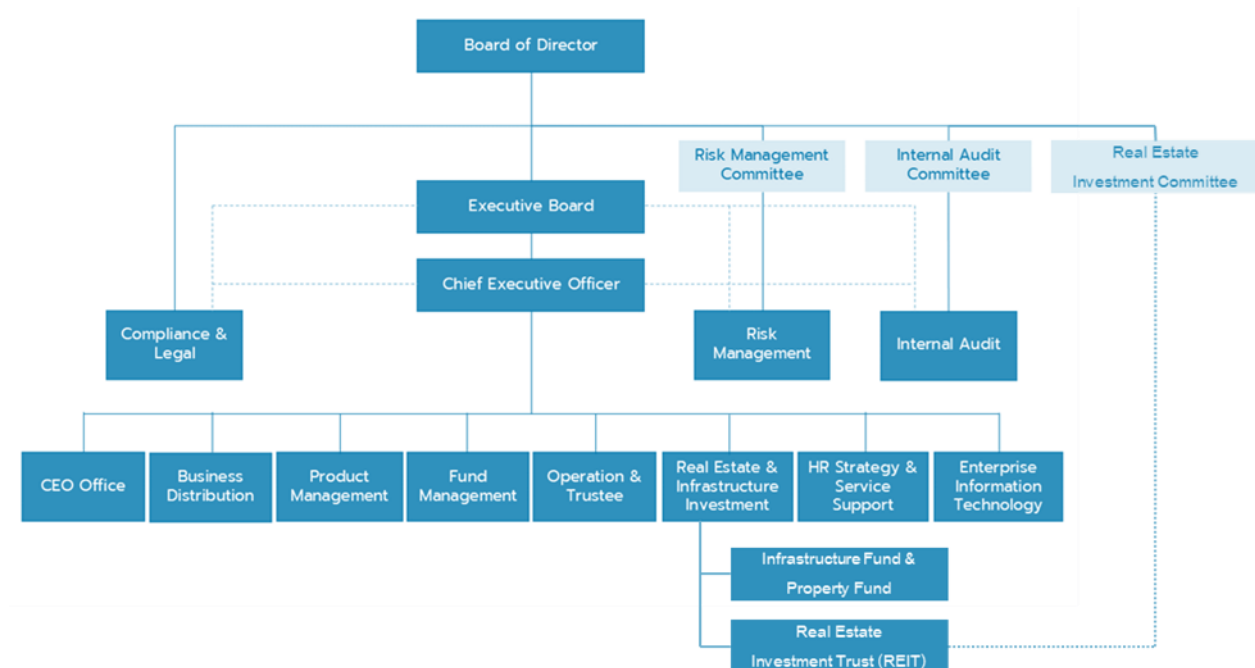 Board of Director
Risk Management
Committee
Internal Audit
Committee
Real Estate
Investment Committee
Executive Board
Chief Executive Officer
Compliance &
Legal
Risk
Management
Internal Audit
CEO Office
Business
Distribution
Product
Management
Fund
Management
Operation &
Trustee
Real Estate &
Infrastructure
Investment
HR Strategy &
Service
Support
Enterprise
Information
Technology
Infrastructure Fund &
Property Fund
Real Estate
Investment Trust (REIT)